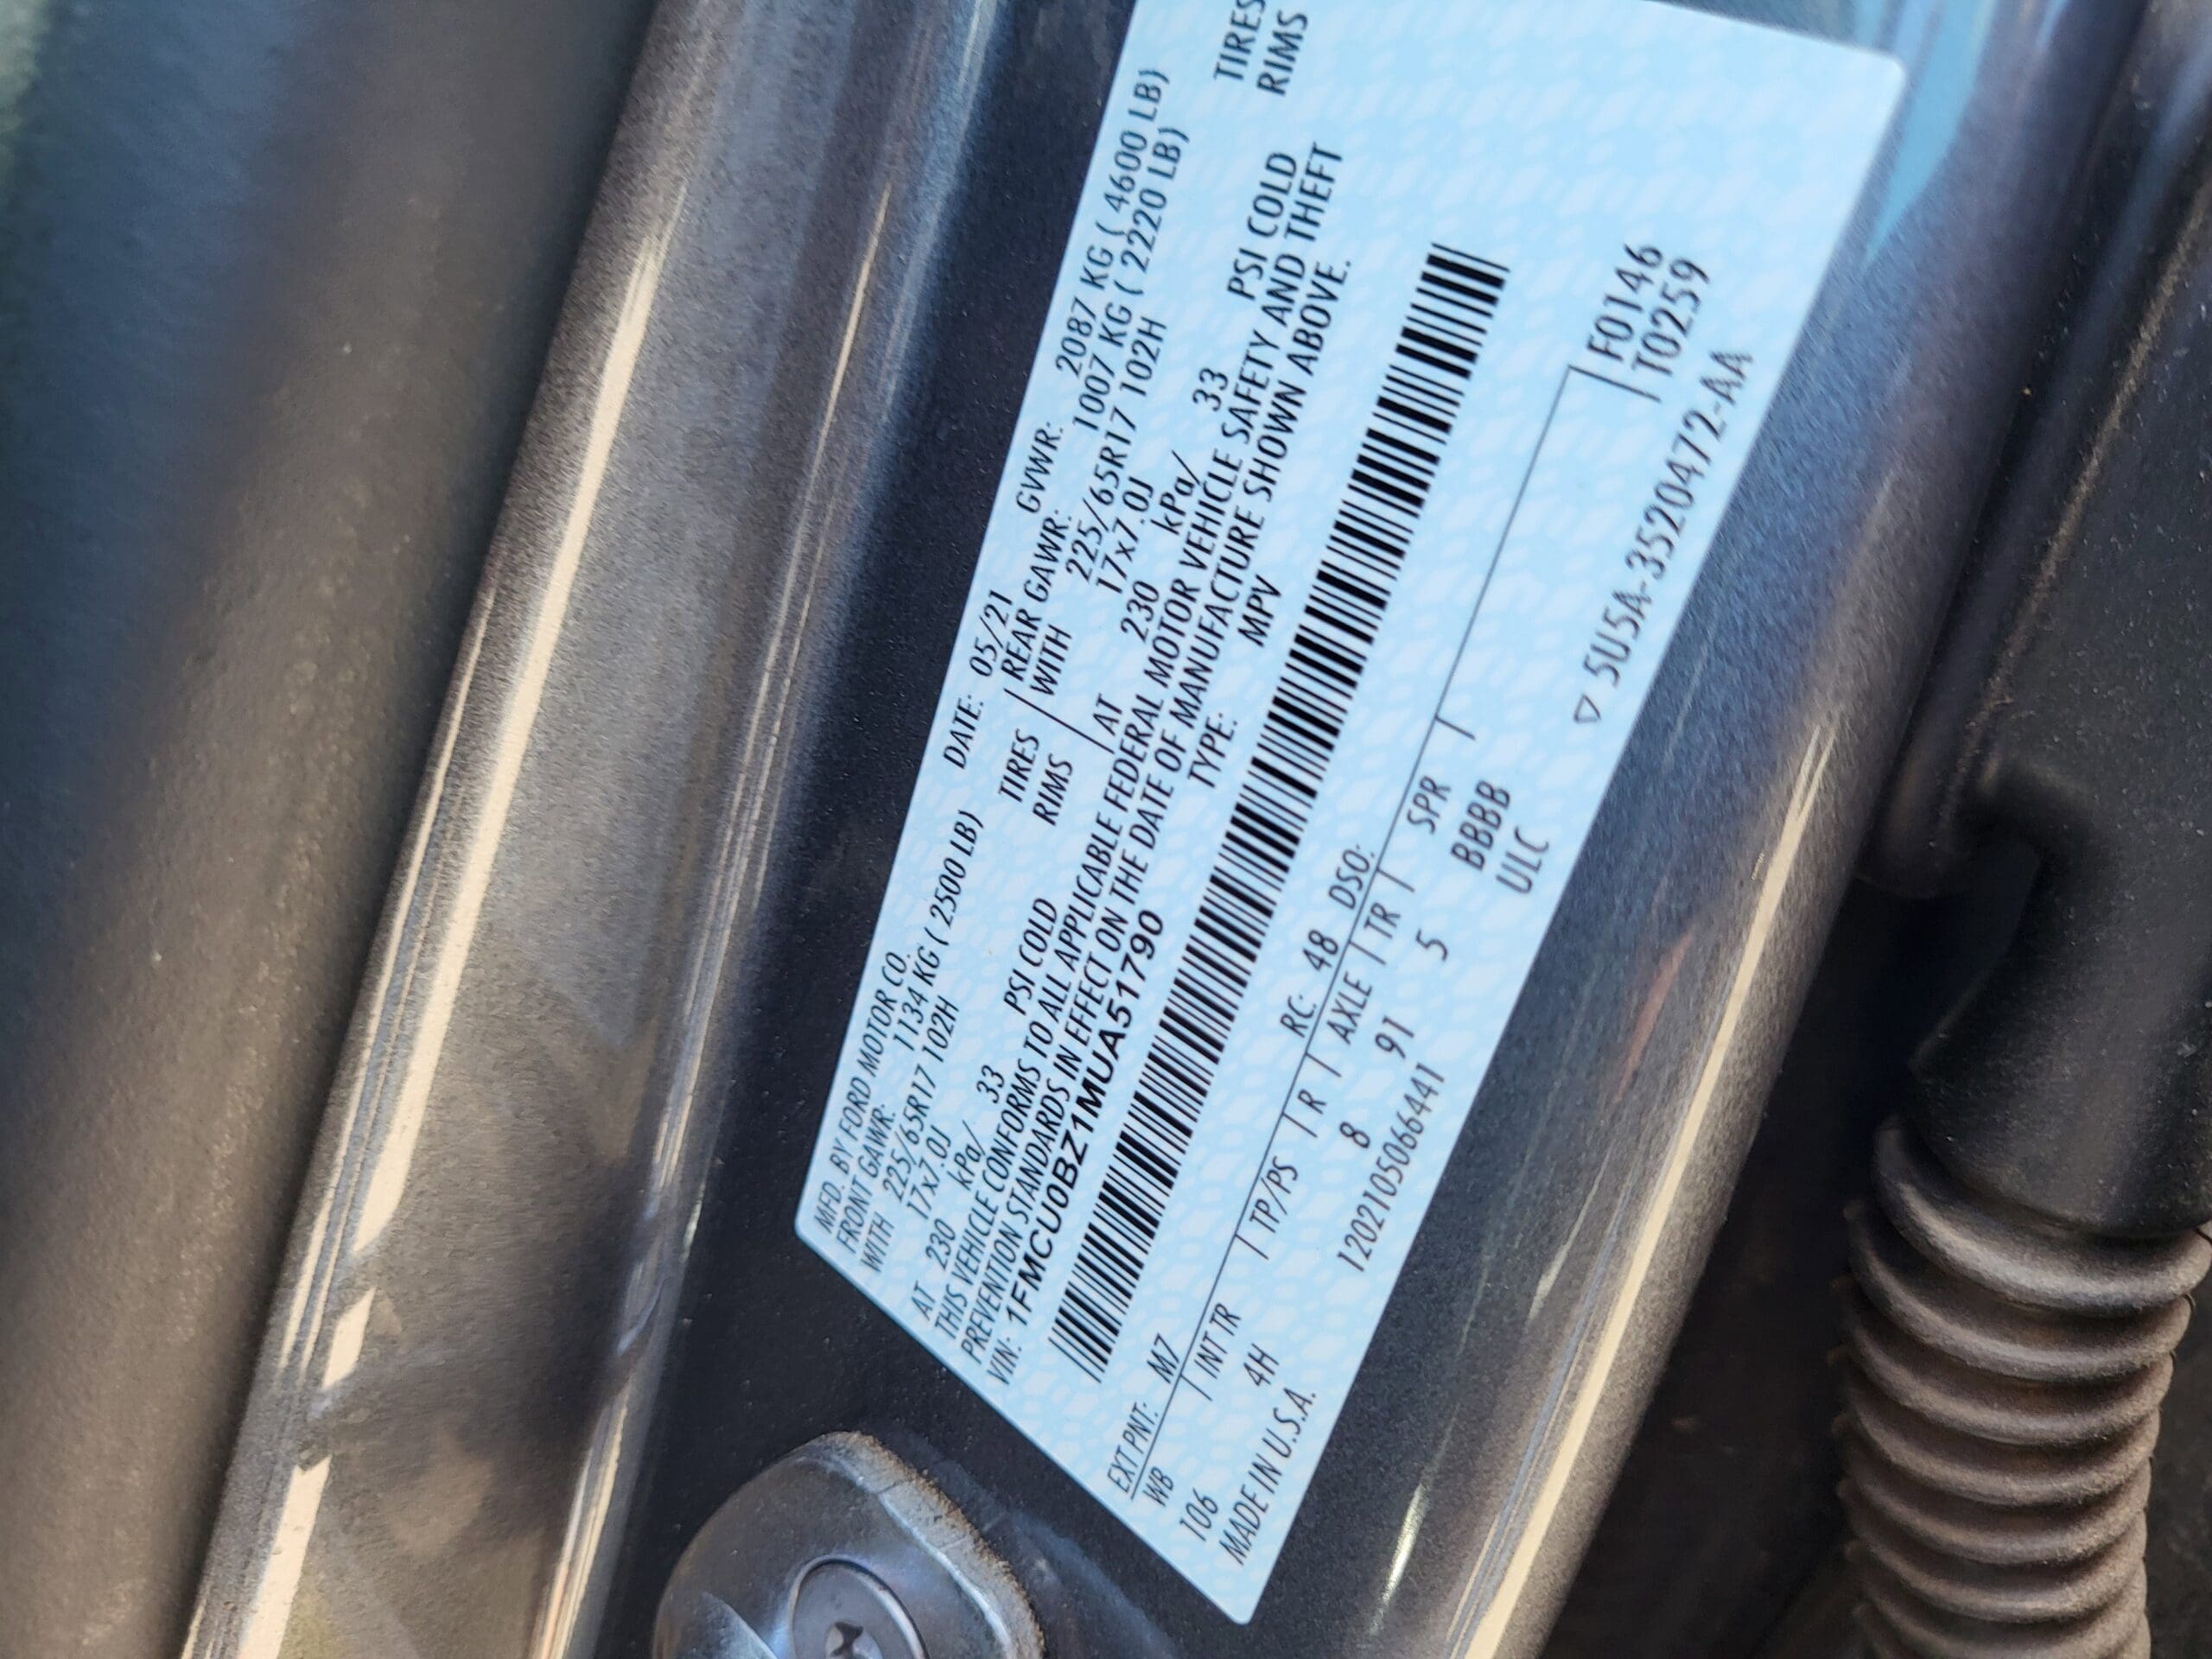 MFD. BY FORD MOTOR CO. DATE: 05/21 GVWR: 2087 KG ( 4600 LB)
FRONT GAWR: 1134 KG ( 2500 LB) REAR GAWR: 1007 KG ( 2220 LB)
WITH 225/65R17 102H TIRES WITH 225/65R17 102H TIRES
17x7.0J RIMS 17x7.0J RIMS
AT 230 kPa/ 33 PSI COLD AT 230 kPa/ 33 PSI COLD
THIS VEHICLE CONFORMS TO ALL APPLICABLE FEDERAL MOTOR VEHICLE SAFETY AND THEFT
PREVENTION STANDARDS IN EFFECT ON THE DATE OF MANUFACTURE SHOWN ABOVE.
VIN: 1FMCU0BZ1MUA51790 TYPE: MPV
EXT PNT: M7 RC: 48 DSO:
WB INT TR TP/PS R AXLE TR SPR F0146
106 4H 8 91 5 BBBB T0259
MADE IN U.S.A. 1202105066441 ULC
▽ 5U5A-3520472-AA